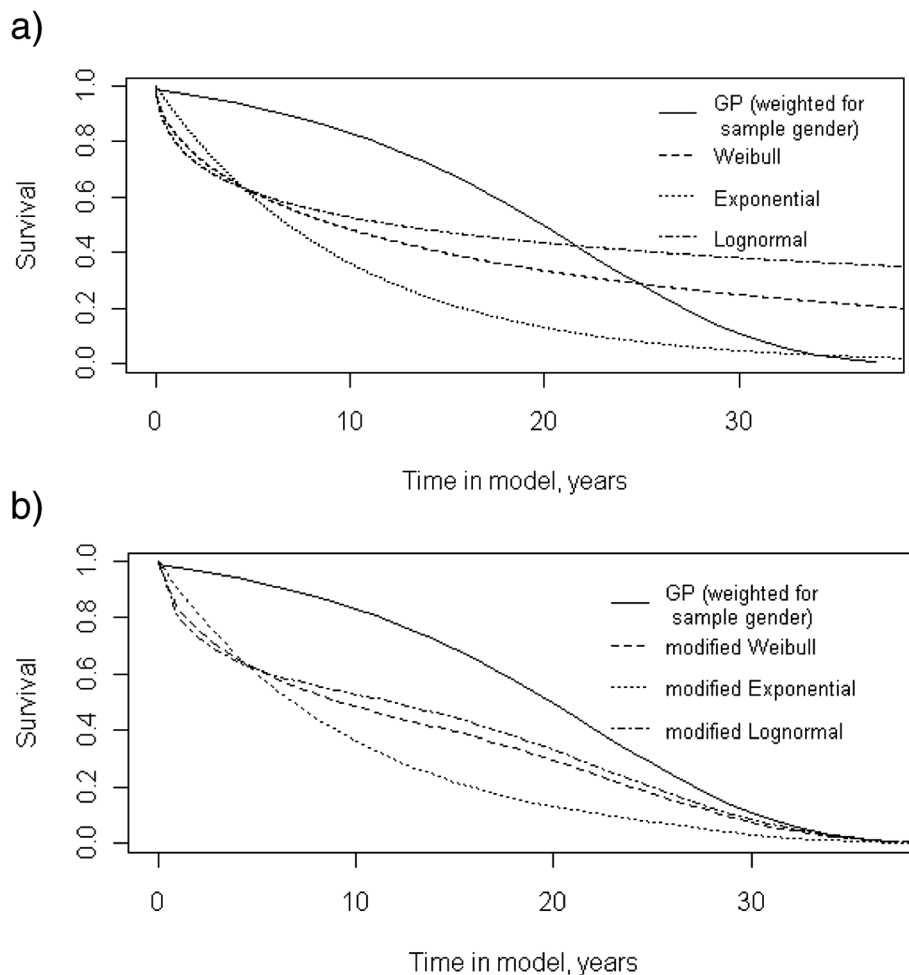 a)
Survival
0.0 0.2 0.4 0.6 0.8 1.0
GP (weighted for
sample gender)
Weibull
Exponential
Lognormal
0 10 20 30
Time in model, years
b)
Survival
0.0 0.2 0.4 0.6 0.8 1.0
GP (weighted for
sample gender)
modified Weibull
modified Exponential
modified Lognormal
0 10 20 30
Time in model, years